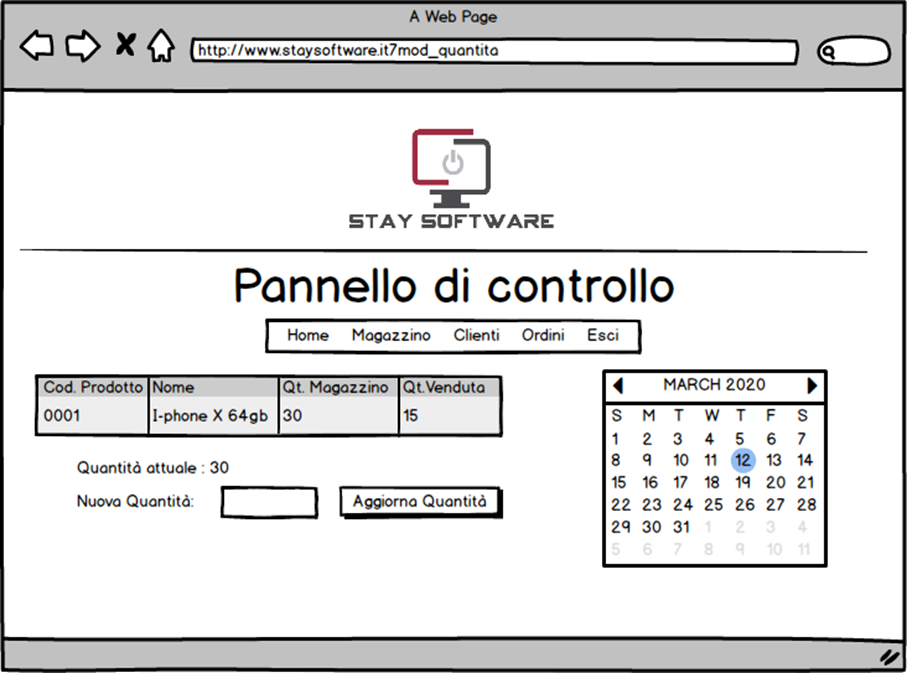 A Web Page
http://www.staysoftware.it7mod_quantita
STAY SOFTWARE
Pannello di controllo
Home Magazzino Clienti Ordini Esci
Cod. Prodotto Nome Qt. Magazzino Qt.Venduta
0001 I-phone X 64gb 30 15
Quantità attuale : 30
Nuova Quantità: Aggiorna Quantità
MARCH 2020
S M T W T F S
1 2 3 4 5 6 7
8 9 10 11 12 13 14
15 16 17 18 19 20 21
22 23 24 25 26 27 28
29 30 31 1 2 3 4
5 6 7 8 9 10 11